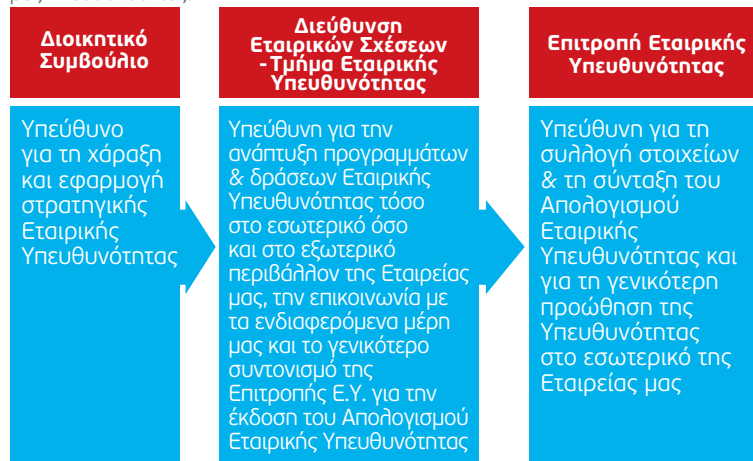 Διοικητικό
Συμβούλιο
Υπεύθυνο
για τη χάραξη
και εφαρμογή
στρατηγικής
Εταιρικής
Υπευθυνότητας
Διεύθυνση
Εταιρικών Σχέσεων
- Τμήμα Εταιρικής
Υπευθυνότητας
Υπεύθυνη για την
ανάπτυξη προγραμμάτων
& δράσεων Εταιρικής
Υπευθυνότητας τόσο
στο εσωτερικό όσο
και στο εξωτερικό
περιβάλλον της Εταιρείας
μας, την επικοινωνία με
τα ενδιαφερόμενα μέρη
μας και το γενικότερο
συντονισμό της
Επιτροπής Ε.Υ. για την
έκδοση του Απολογισμού
Εταιρικής Υπευθυνότητας
Επιτροπή Εταιρικής
Υπευθυνότητας
Υπεύθυνη για τη
συλλογή στοιχείων
& τη σύνταξη του
Απολογισμού
Εταιρικής
Υπευθυνότητας και
για τη γενικότερη
προώθηση της
Υπευθυνότητας
στο εσωτερικό της
Εταιρείας μας